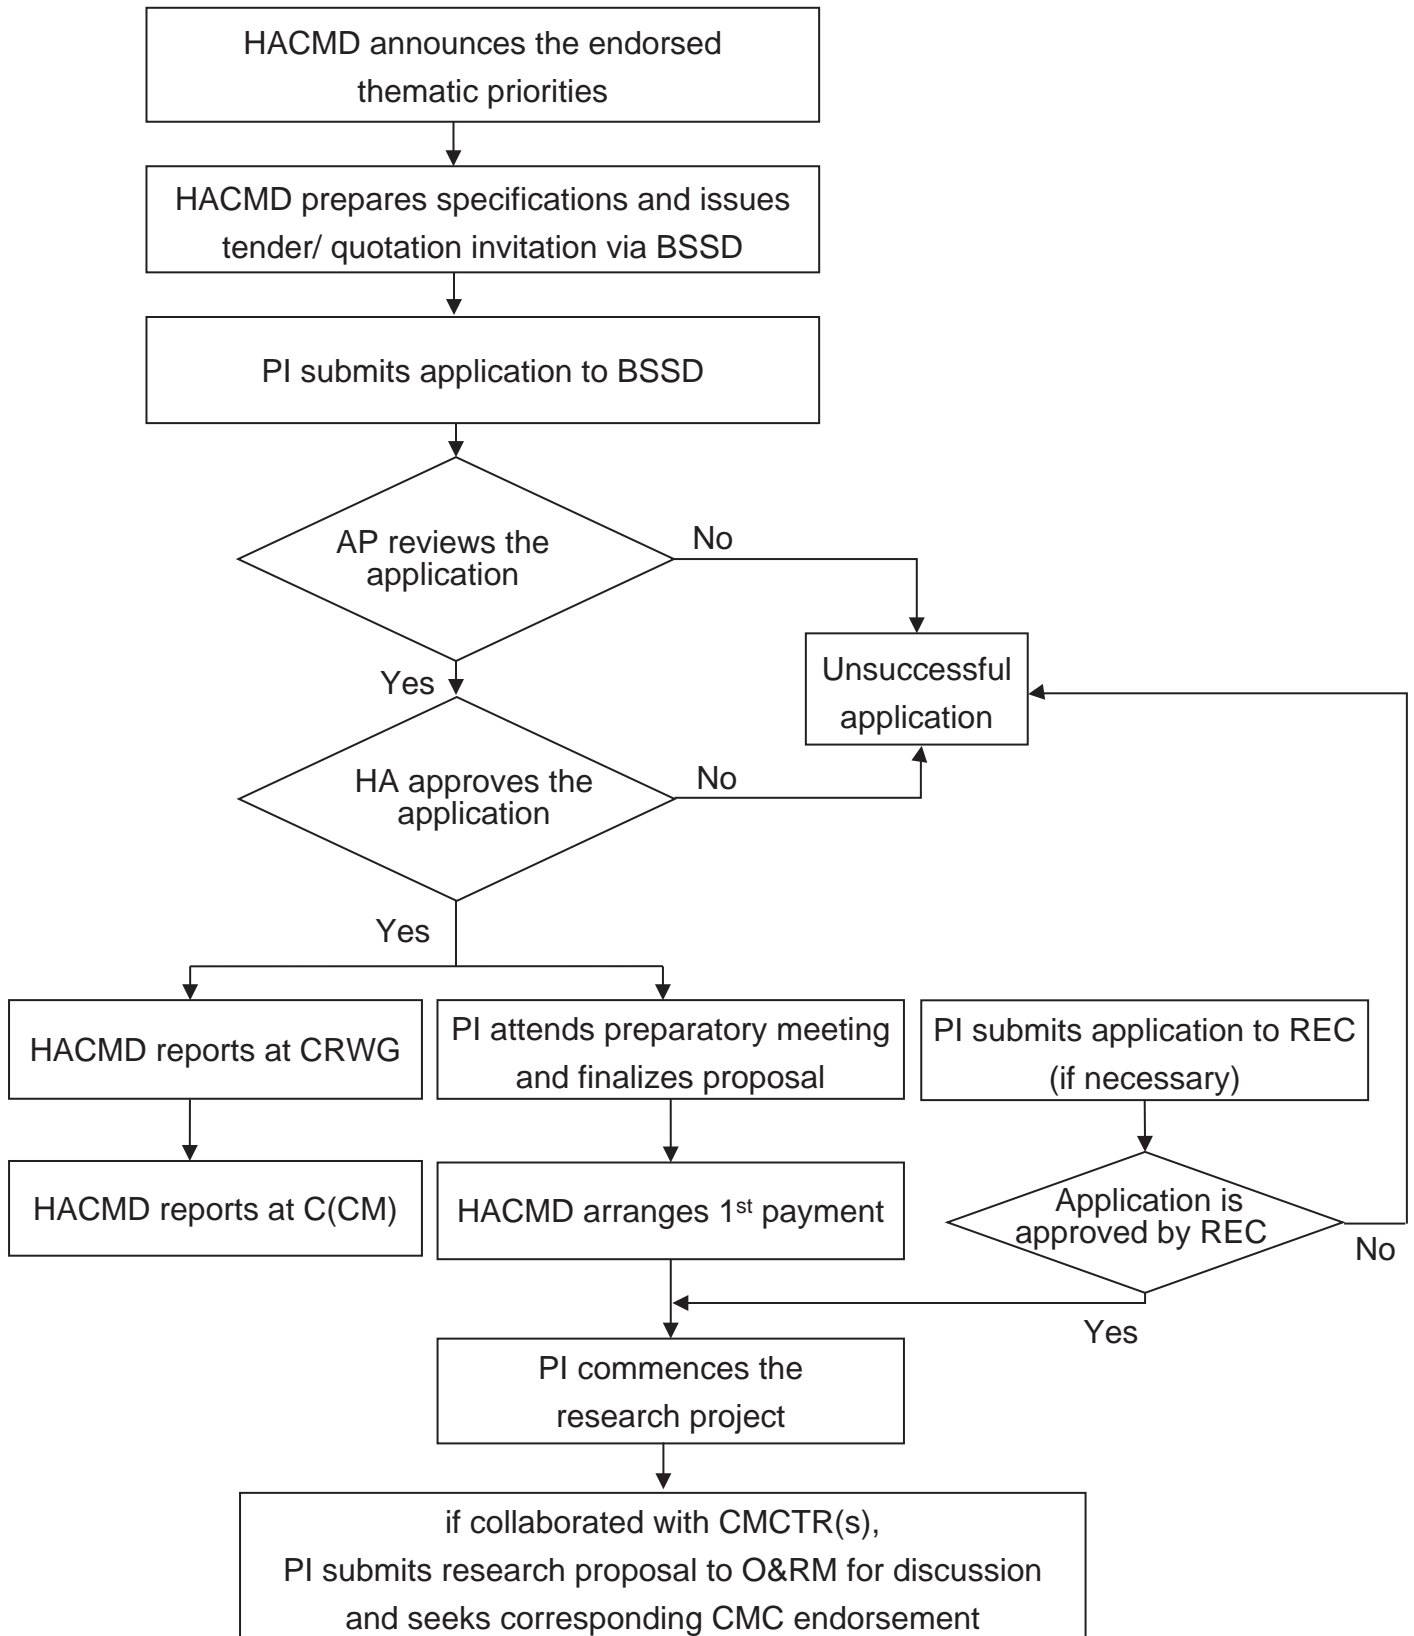 HACMD announces the endorsed
thematic priorities
HACMD prepares specifications and issues
tender/ quotation invitation via BSSD
PI submits application to BSSD
AP reviews the
application
No
Unsuccessful
application
Yes
HA approves the
application
No
Yes
HACMD reports at CRWG
PI attends preparatory meeting
and finalizes proposal
PI submits application to REC
(if necessary)
HACMD reports at C(CM)
HACMD arranges 1st payment
Application is
approved by REC
No
Yes
PI commences the
research project
if collaborated with CMCTR(s),
PI submits research proposal to O&RM for discussion
and seeks corresponding CMC endorsement